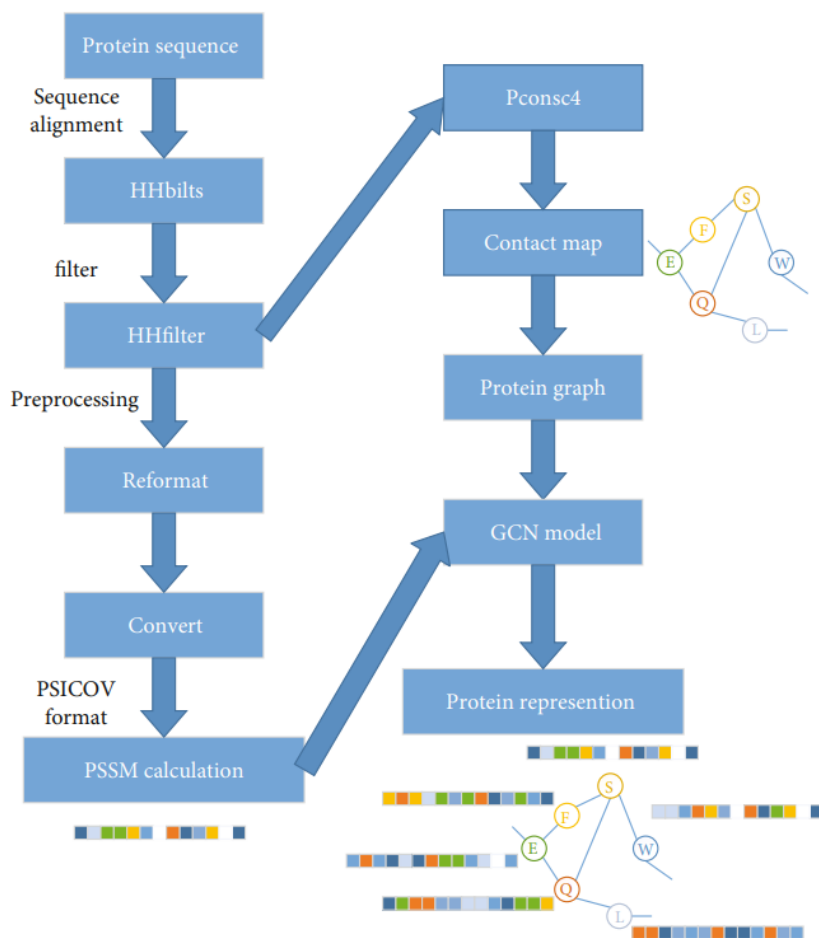 Protein sequence
Sequence
alignment
HHbilts
filter
HHfilter
Preprocessing
Reformat
Convert
PSICOV
format
PSSM calculation
Pconsc4
Contact map
S
F
E
W
Q
L
Protein graph
GCN model
Protein represention
S
F
E
W
Q
L